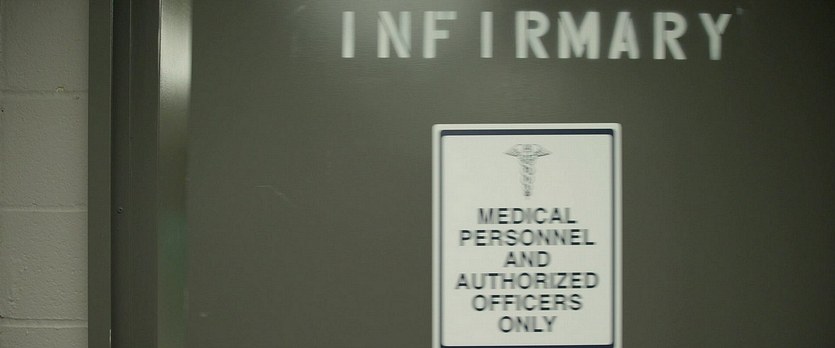 INFIRMARY
MEDICAL
PERSONNEL
AND
AUTHORIZED
OFFICERS
ONLY